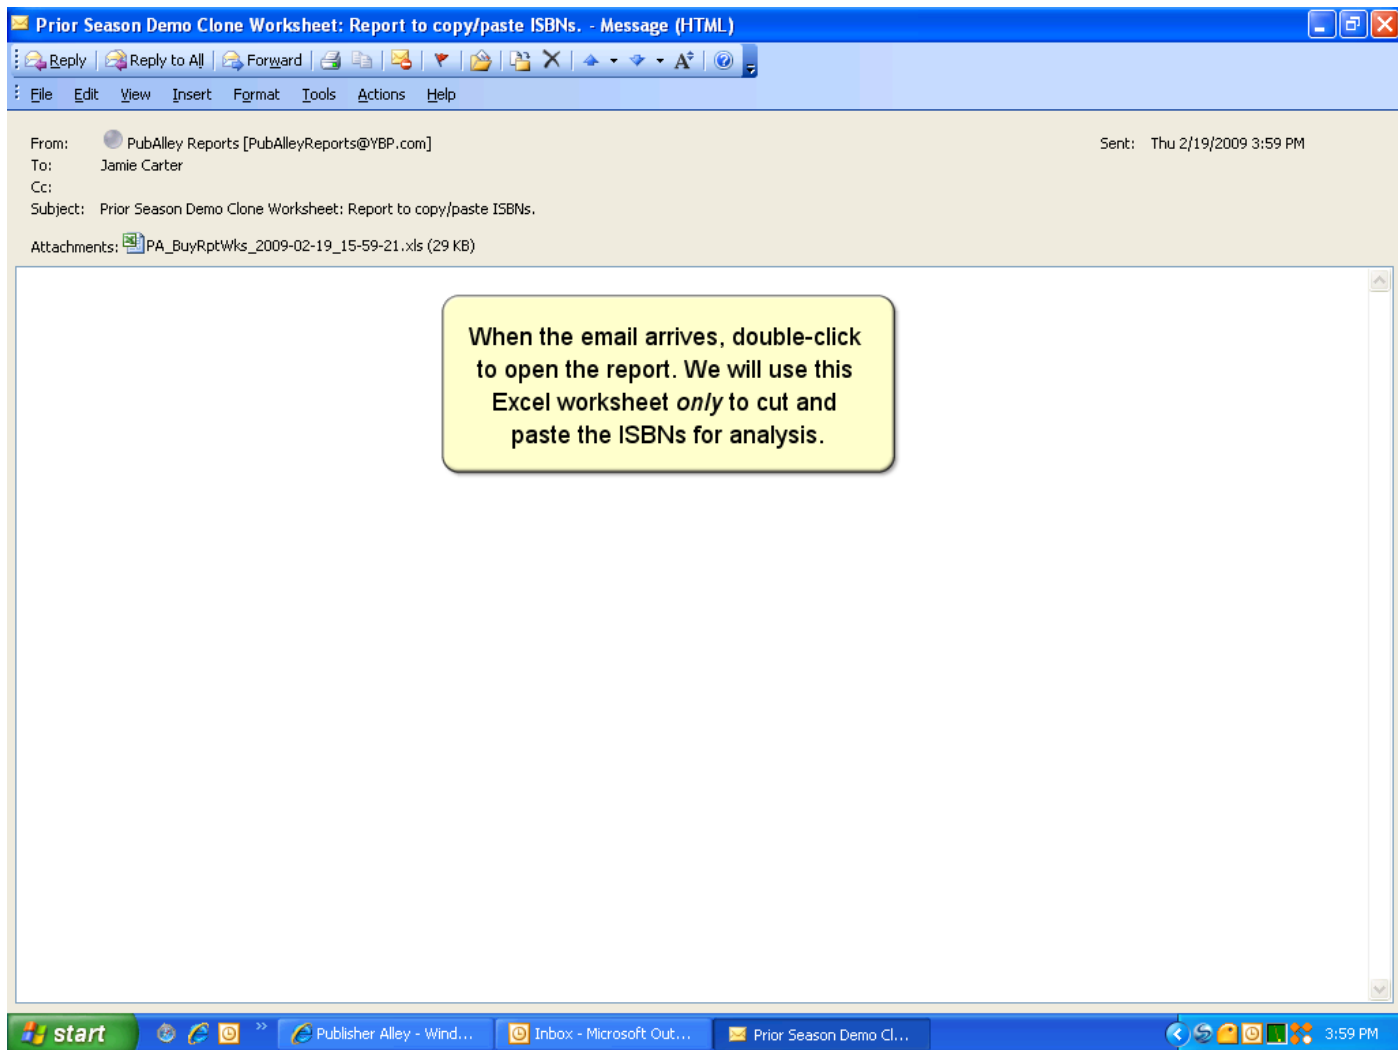 Prior Season Demo Clone Worksheet: Report to copy/paste ISBNs. - Message (HTML)
Reply Reply to All Forward A
File Edit View Insert Format Tools Actions Help
From: PubAlley Reports [PubAlleyReports@YBP.com] Sent: Thu 2/19/2009 3:59 PM
To: Jamie Carter
Cc:
Subject: Prior Season Demo Clone Worksheet: Report to copy/paste ISBNs.
Attachments: PA_BuyRptWks_2009-02-19_15-59-21.xls (29 KB)
When the email arrives, double-click
to open the report. We will use this
Excel worksheet only to cut and
paste the ISBNs for analysis.
start » Publisher Alley - Wind... Inbox - Microsoft Out... Prior Season Demo Cl... 3:59 PM